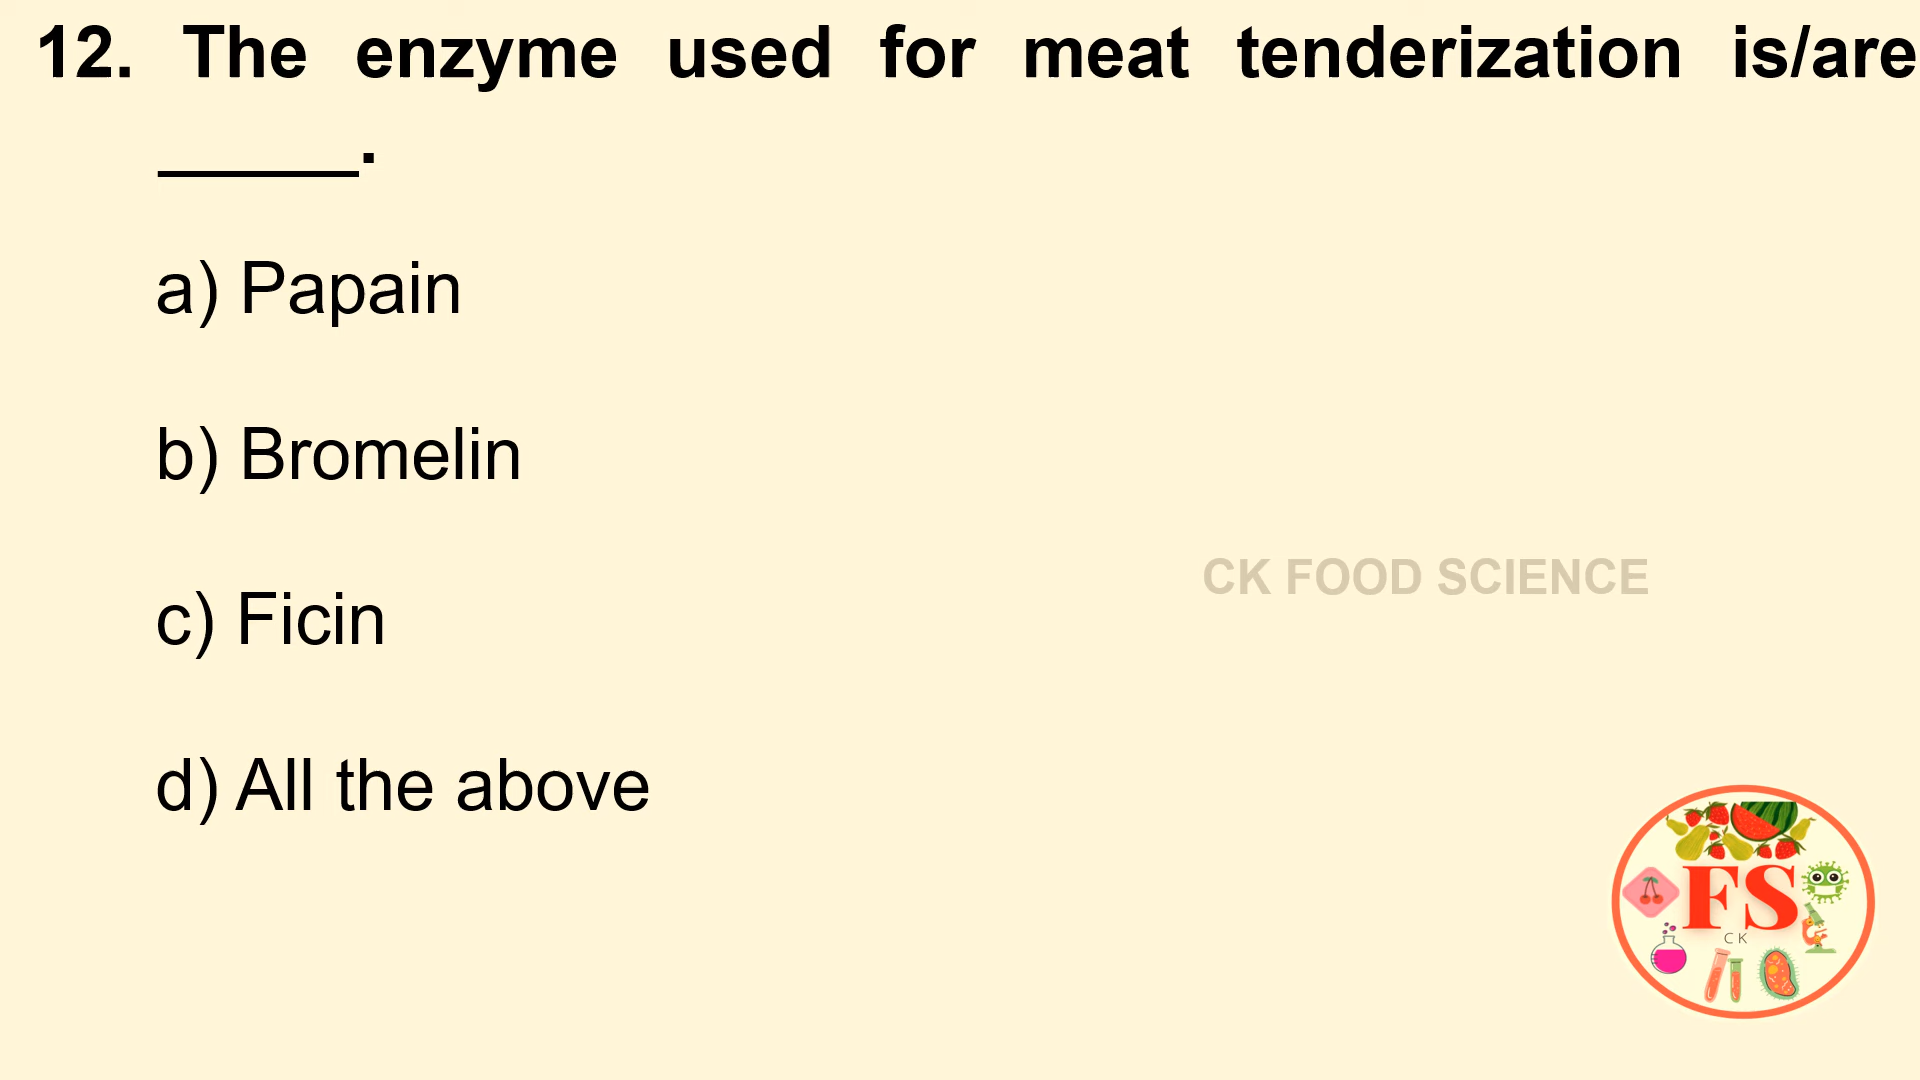 12. The enzyme used for meat tenderization is/are
_____.
a) Papain
b) Bromelin
c) Ficin
CK FOOD SCIENCE
d) All the above
FS
CK